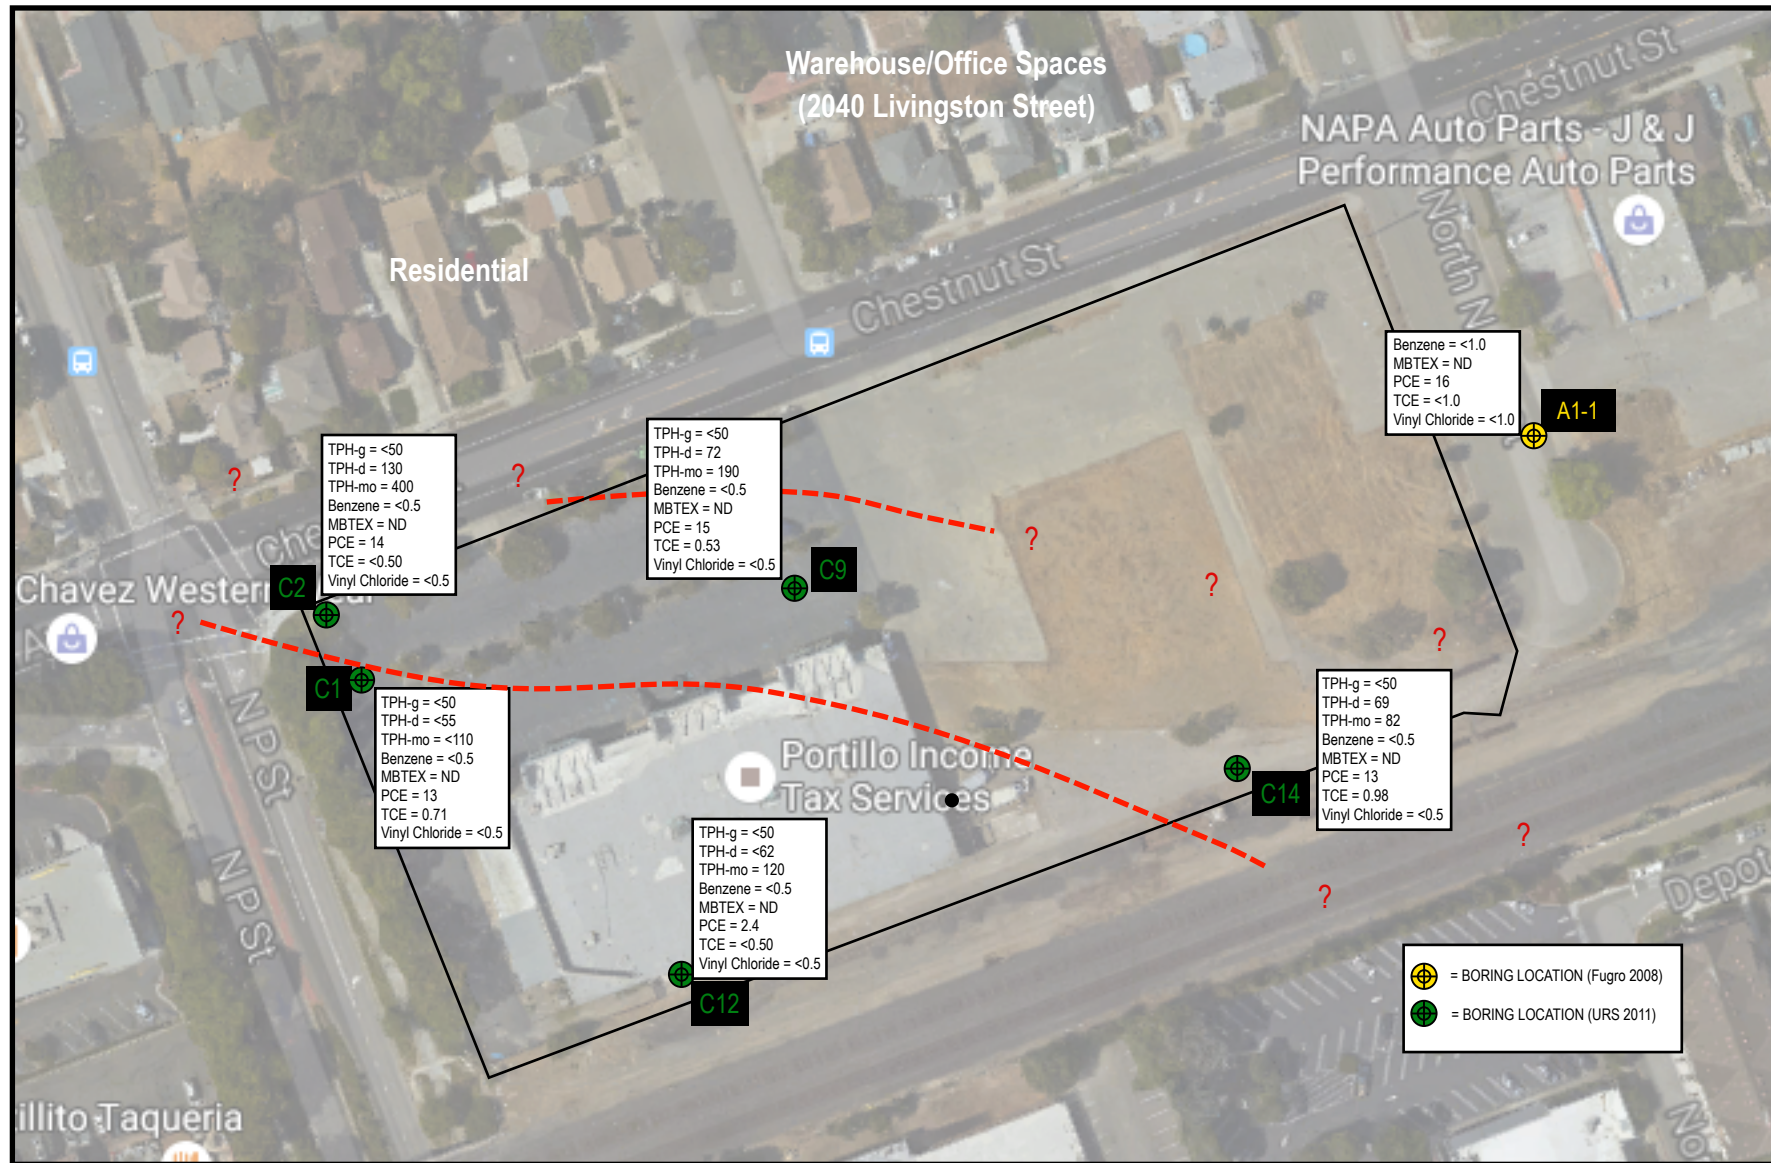 Warehouse/Office Spaces
(2040 Livingston Street)
Chestnut St
NAPA Auto Parts - J & J
Performance Auto Parts
North N
Residential
Chestnut St
Benzene = <1.0
MBTEX = ND
PCE = 16
TCE = <1.0
Vinyl Chloride = <1.0
A1-1
TPH-g = <50
TPH-d = 130
TPH-mo = 400
Benzene = <0.5
MBTEX = ND
PCE = 14
TCE = <0.50
Vinyl Chloride = <0.5
TPH-g = <50
TPH-d = 72
TPH-mo = 190
Benzene = <0.5
MBTEX = ND
PCE = 15
TCE = 0.53
Vinyl Chloride = <0.5
?
?
?
?
?
?
?
?
Che
C2
C9
Chavez Western
C1
TPH-g = <50
TPH-d = <55
TPH-mo = <110
Benzene = <0.5
MBTEX = ND
PCE = 13
TCE = 0.71
Vinyl Chloride = <0.5
N P St
N P St
Portillo Income
Tax Services
TPH-g = <50
TPH-d = 69
TPH-mo = 82
Benzene = <0.5
MBTEX = ND
PCE = 13
TCE = 0.98
Vinyl Chloride = <0.5
C14
TPH-g = <50
TPH-d = <62
TPH-mo = 120
Benzene = <0.5
MBTEX = ND
PCE = 2.4
TCE = <0.50
Vinyl Chloride = <0.5
C12
Depot
= BORING LOCATION (Fugro 2008)
= BORING LOCATION (URS 2011)
illito Taqueria
No